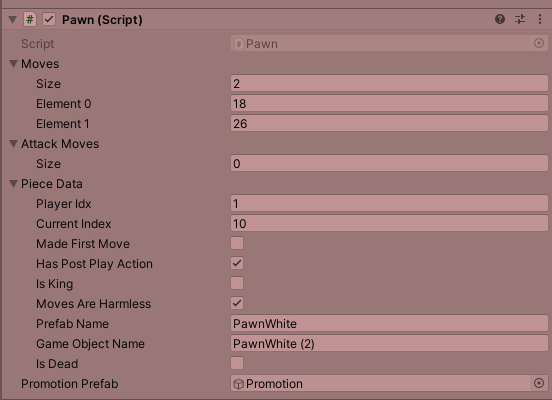 Pawn (Script)
Script Pawn
Moves
Size 2
Element 0 18
Element 1 26
Attack Moves
Size 0
Piece Data
Player Idx 1
Current Index 10
Made First Move
Has Post Play Action
Is King
Moves Are Harmless
Prefab Name PawnWhite
Game Object Name PawnWhite (2)
Is Dead
Promotion Prefab Promotion